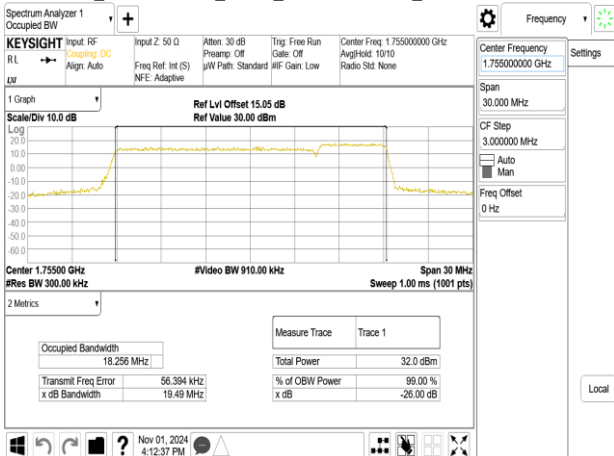 Spectrum Analyzer 1
Occupied BW
+
Frequency
KEYSIGHT
RL
Input: RF
Coupling: DC
Align: Auto
Input Z: 50 Ω
Freq Ref: Int (S)
NFE: Adaptive
Atten: 30 dB
Preamp: Off
µW Path: Standard
Trig: Free Run
Gate: Off
#IF Gain: Low
Center Freq: 1.755000000 GHz
Avg|Hold: 10/10
Radio Std: None
LXI
Center Frequency
1.755000000 GHz
Settings
Span
30.000 MHz
CF Step
3.000000 MHz
Auto
Man
Freq Offset
0 Hz
Local
1 Graph
Scale/Div 10.0 dB
Ref Lvl Offset 15.05 dB
Ref Value 30.00 dBm
Log
20.0
10.0
0.00
-10.0
-20.0
-30.0
-40.0
-50.0
-60.0
Center 1.75500 GHz
#Res BW 300.00 kHz
#Video BW 910.00 kHz
Span 30 MHz
Sweep 1.00 ms (1001 pts)
2 Metrics
Measure Trace Trace 1
Occupied Bandwidth
18.256 MHz
Total Power 32.0 dBm
Transmit Freq Error 56.394 kHz
% of OBW Power 99.00 %
x dB Bandwidth 19.49 MHz
x dB -26.00 dB
?
Nov 01, 2024
4:12:37 PM